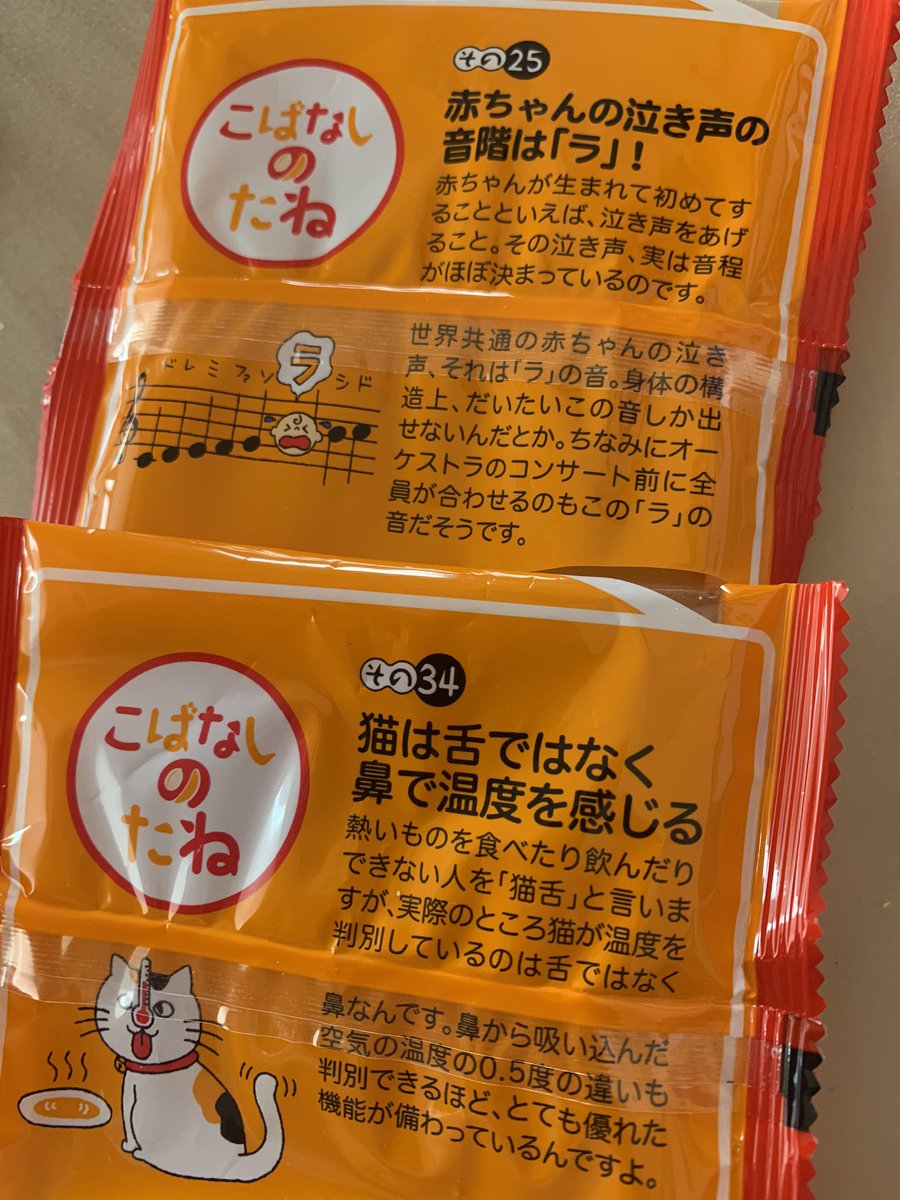 その25
こばなし
の
たね
赤ちゃんの泣き声の
音階は「ラ」!
赤ちゃんが生まれて初めてす
ることといえば、泣き声をあげ
ること。その泣き声、実は音程
がほぼ決まっているのです。
世界共通の赤ちゃんの泣き
声、それは「ラ」の音。身体の構
造上、だいたいこの音しか出
せないんだとか。ちなみにオー
ケストラのコンサート前に全
員が合わせるのもこの「ラ」の
音だそうです。
ドレミファソラシド
その34
こばなし
の
たね
猫は舌ではなく
鼻で温度を感じる
熱いものを食べたり飲んだり
できない人を「猫舌」と言いま
すが、実際のところ猫が温度を
判別しているのは舌ではなく
鼻なんです。鼻から吸い込んだ
空気の温度の0.5度の違いも
判別できるほど、とても優れた
機能が備わっているんですよ。